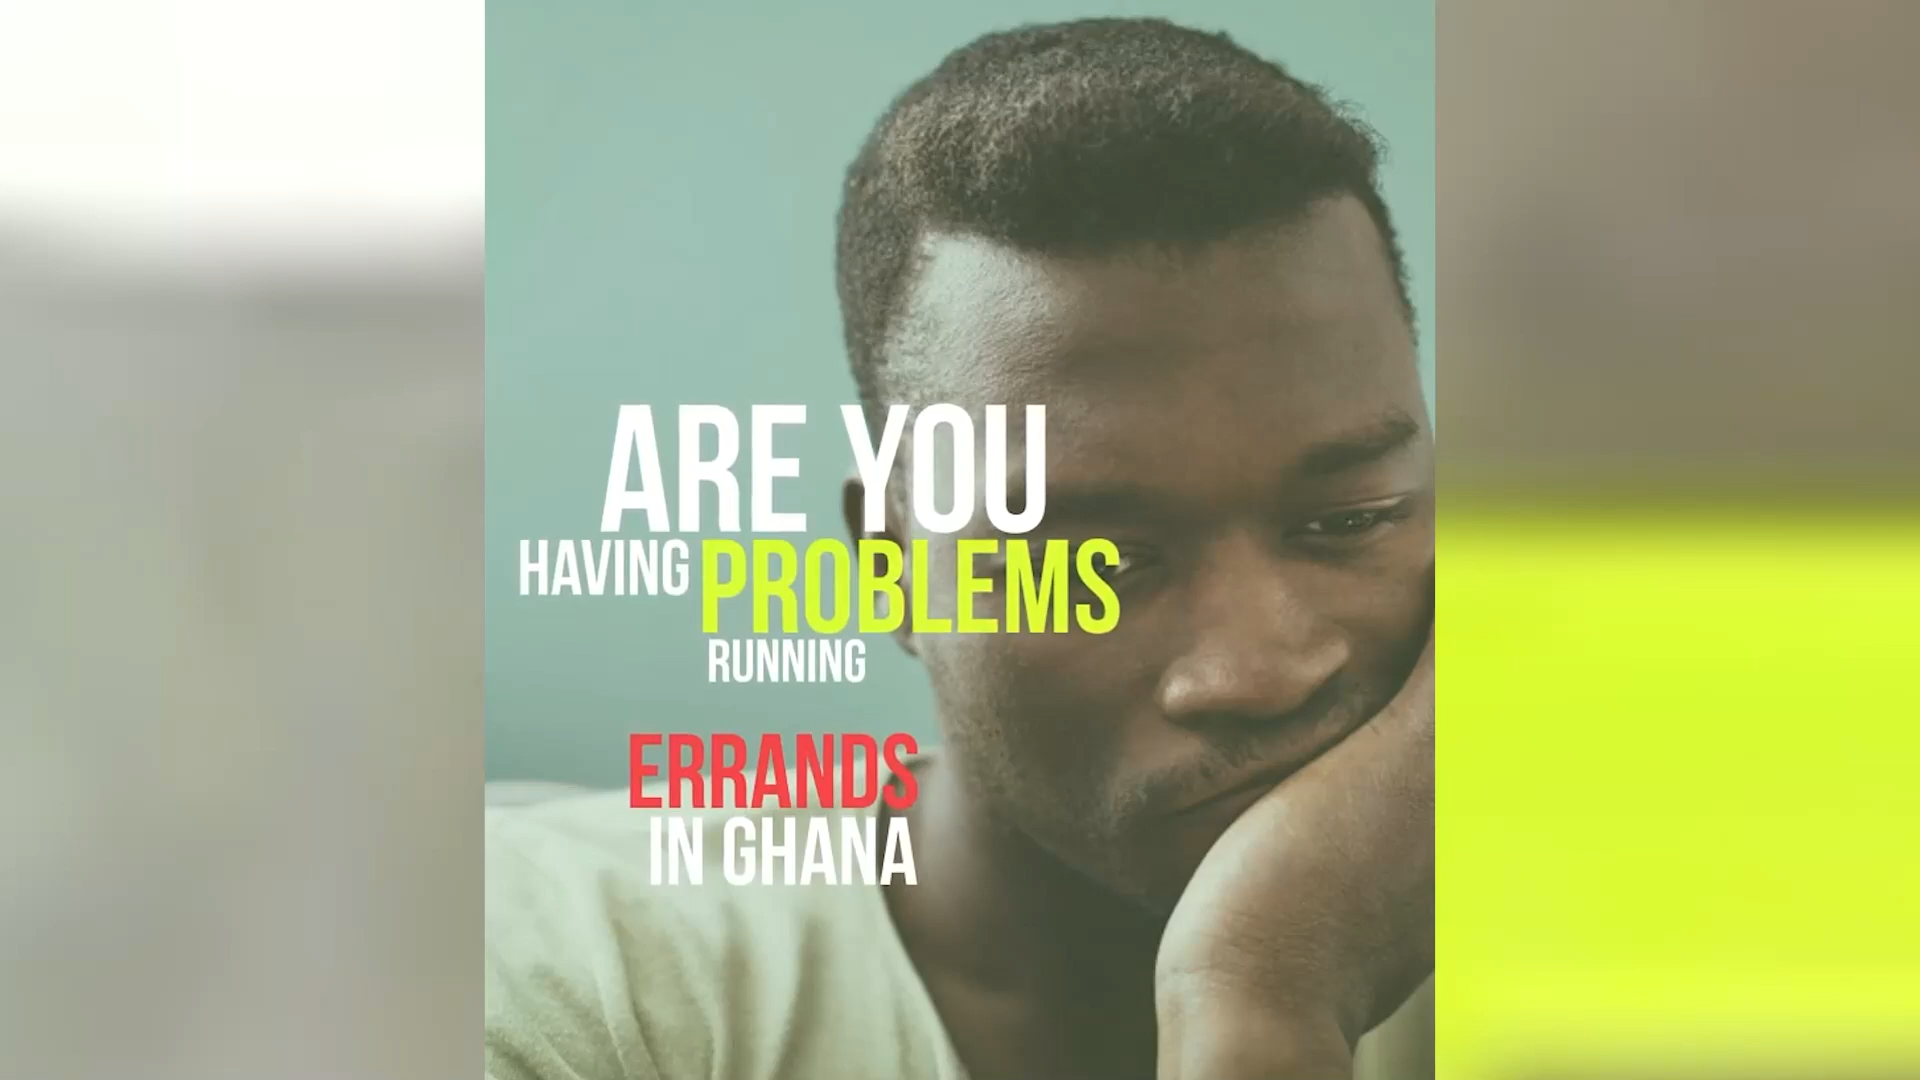 ARE YOU
HAVING PROBLEMS
RUNNING
ERRANDS
IN GHANA